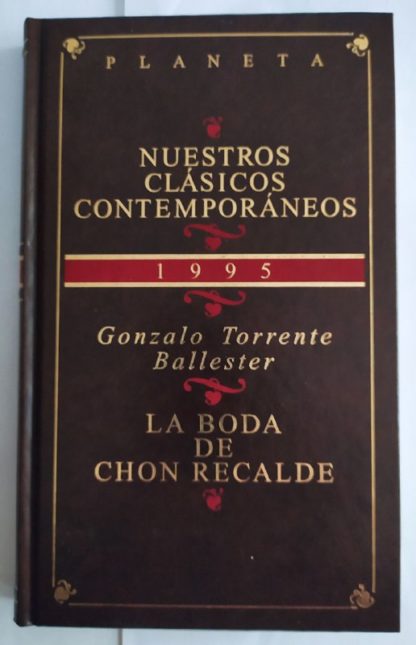 PLANETA
NUESTROS
CLÁSICOS
CONTEMPORÁNEOS
1995
Gonzalo Torrente
Ballester
LA BODA
DE
CHON RECALDE